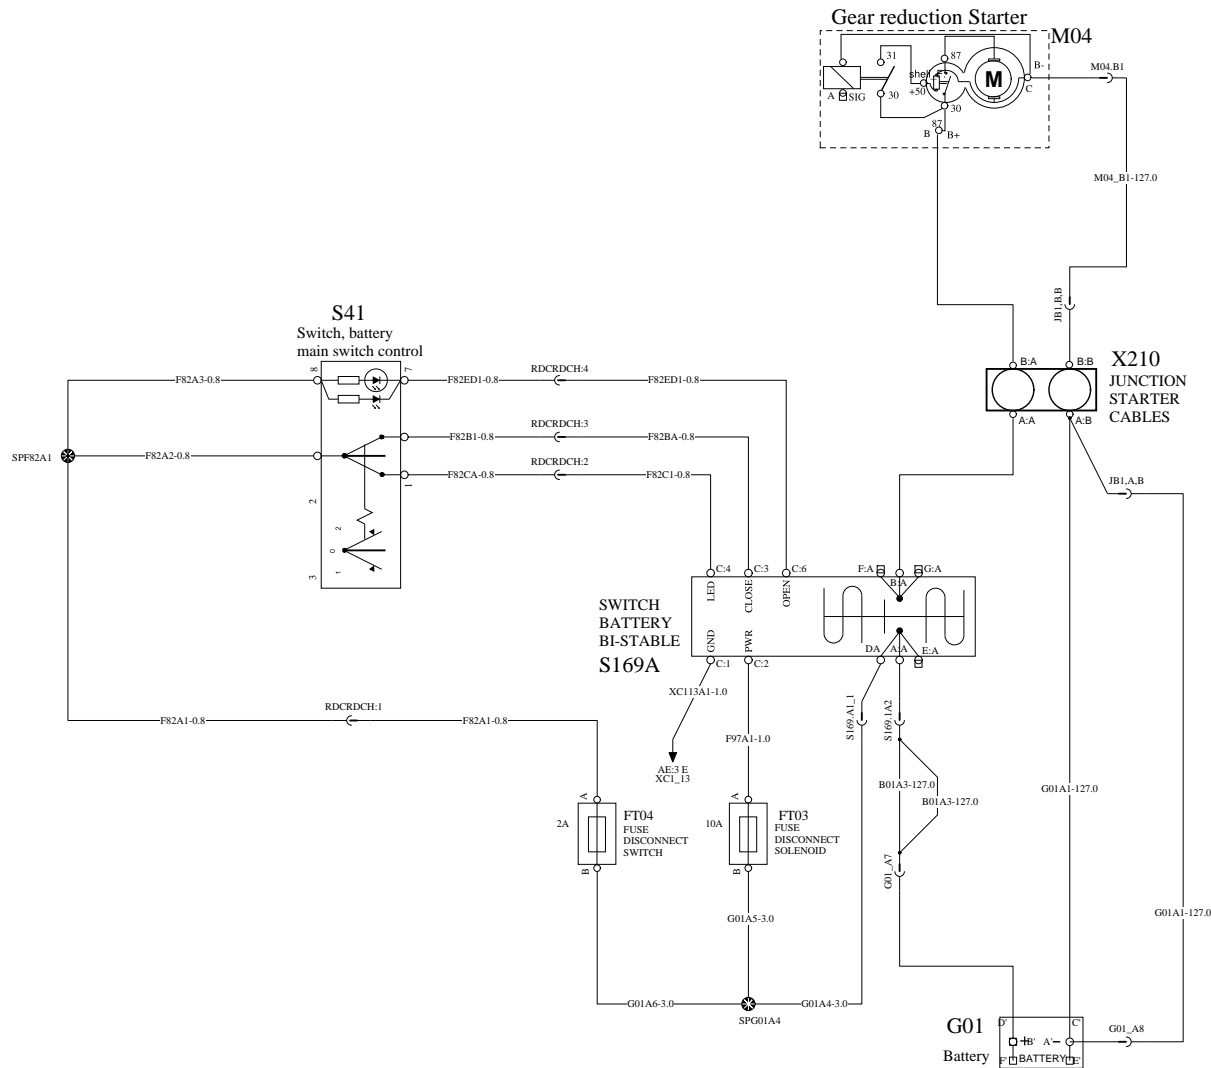 Gear reduction Starter
M04
31
87
B-
M04.B1
shell
M
+50
C
A
SIG
30
30
87
B
B+
M04_B1-127.0
JB1,B,B
S41
Switch, battery
main switch control
8
7
F82A3-0.8
F82ED1-0.8
RDCRDCH:4
F82ED1-0.8
B:A
B:B
X210
JUNCTION
STARTER
CABLES
A:A
A:B
F82B1-0.8
RDCRDCH:3
F82BA-0.8
SPF82A1
F82A2-0.8
F82CA-0.8
RDCRDCH:2
F82C1-0.8
1
JB1,A,B
2
2
0
1
3
C:4
C:3
C:6
F:A
B:A
G:A
LED
CLOSE
OPEN
SWITCH
BATTERY
BI-STABLE
S169A
GND
PWR
DA
A:A
E:A
C:1
C:2
XC113A1-1.0
S169.A1_1
S169.1A2
F82A1-0.8
RDCRDCH:1
F82A1-0.8
F97A1-1.0
AE:3 E
XC1_13
B01A3-127.0
B01A3-127.0
G01A1-127.0
A
A
2A
FT04
FUSE
DISCONNECT
SWITCH
10A
FT03
FUSE
DISCONNECT
SOLENOID
B
B
G01_A7
G01A5-3.0
G01A1-127.0
G01A6-3.0
G01A4-3.0
SPG01A4
G01
Battery
D'
C'
G01_A8
+
B'
A'
–
F'
BATTERY
E'